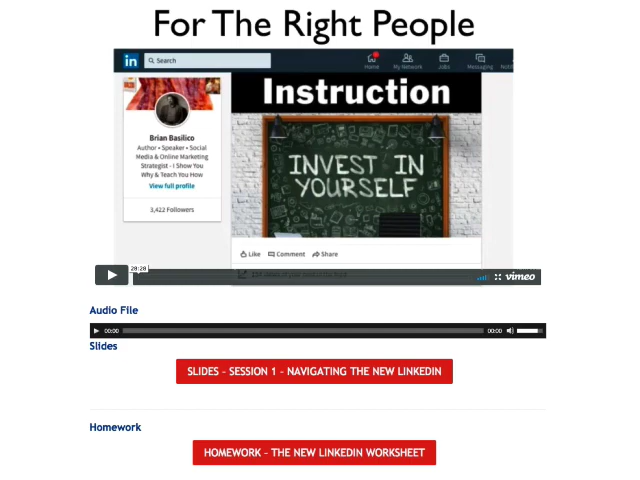 For The Right People
in
Search
Home
My Network
Jobs
Messaging
Instruction
INVEST IN
YOURSELF
Brian Basilico
Author • Speaker • Social
Media & Online Marketing
Strategist - I Show You
Why & Teach You How
View full profile
3,422 Followers
Like
Comment
Share
28:28
vimeo
Audio File
00:00
00:00
Slides
SLIDES – SESSION 1 – NAVIGATING THE NEW LINKEDIN
Homework
HOMEWORK – THE NEW LINKEDIN WORKSHEET